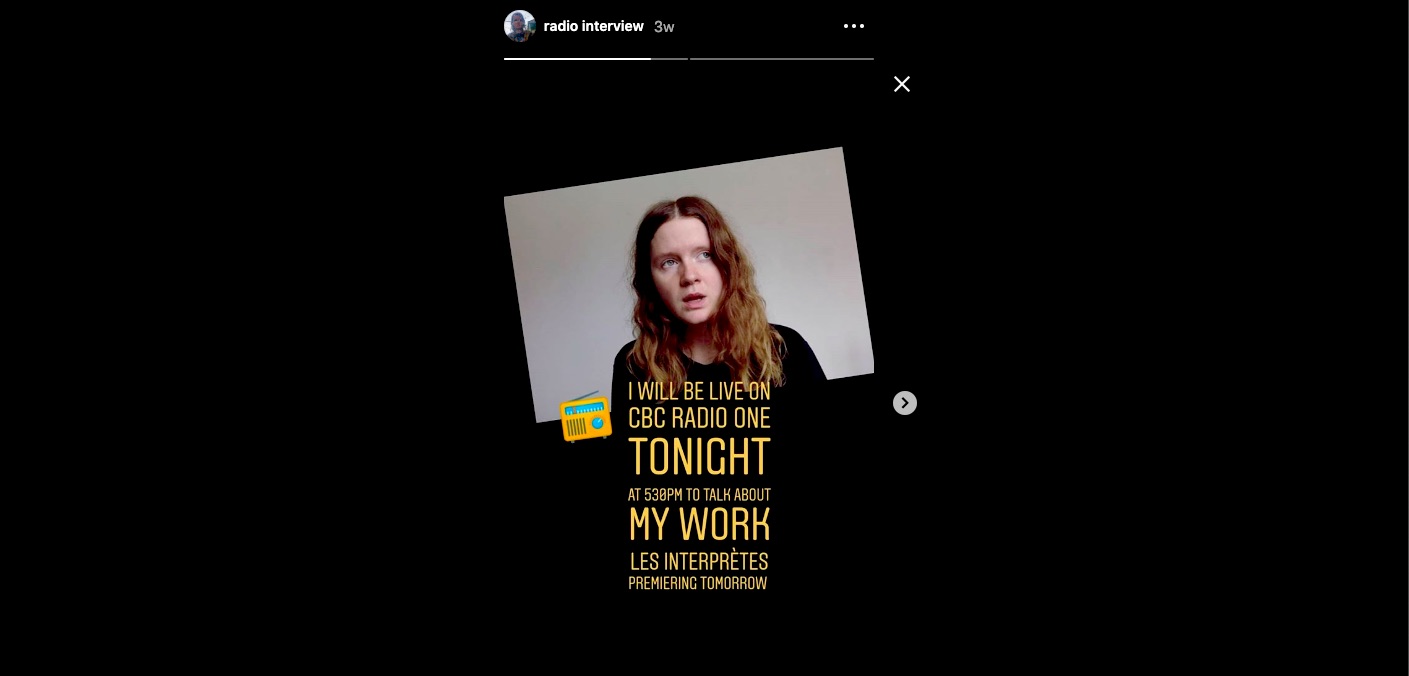 radio interview 3w
I WILL BE LIVE ON
CBC RADIO ONE
TONIGHT
AT 530PM TO TALK ABOUT
MY WORK
LES INTERPRÈTES
PREMIERING TOMORROW